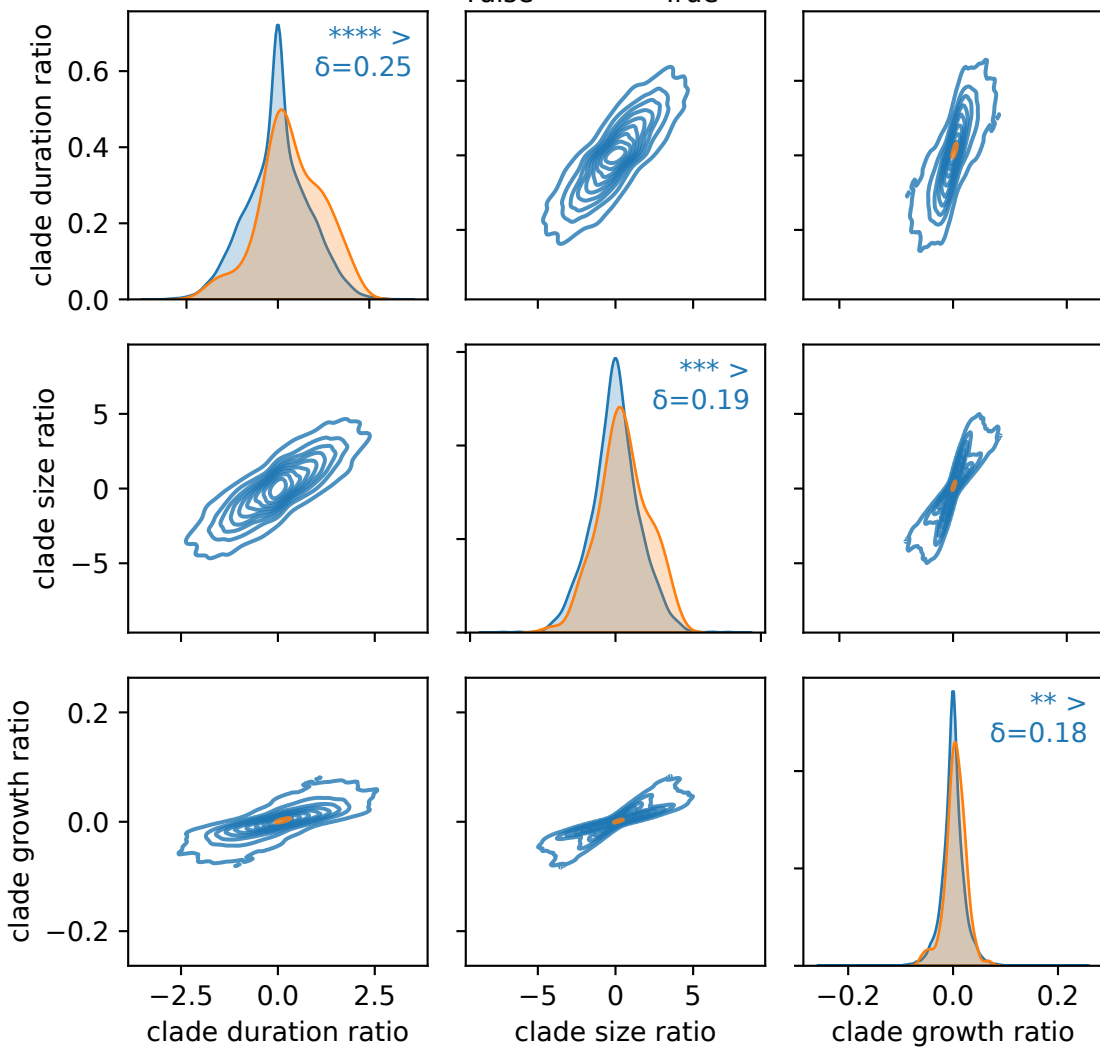 clade duration ratio
0.6
0.4
0.2
0.0
**** >
δ=0.25
clade size ratio
5
0
−5
*** >
δ=0.19
clade growth ratio
0.2
0.0
−0.2
** >
δ=0.18
−2.5 0.0 2.5
clade duration ratio
−5 0 5
clade size ratio
−0.2 0.0 0.2
clade growth ratio